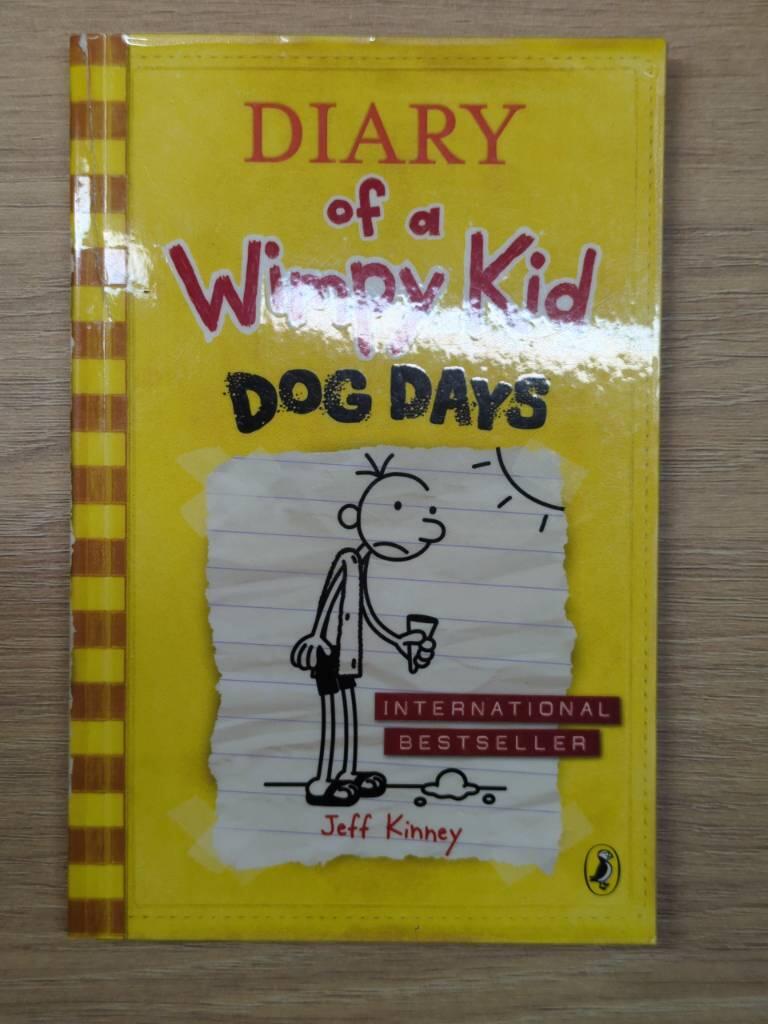 DIARY
of a
Wimpy Kid
DOG DAYS
INTERNATIONAL
BESTSELLER
Jeff Kinney